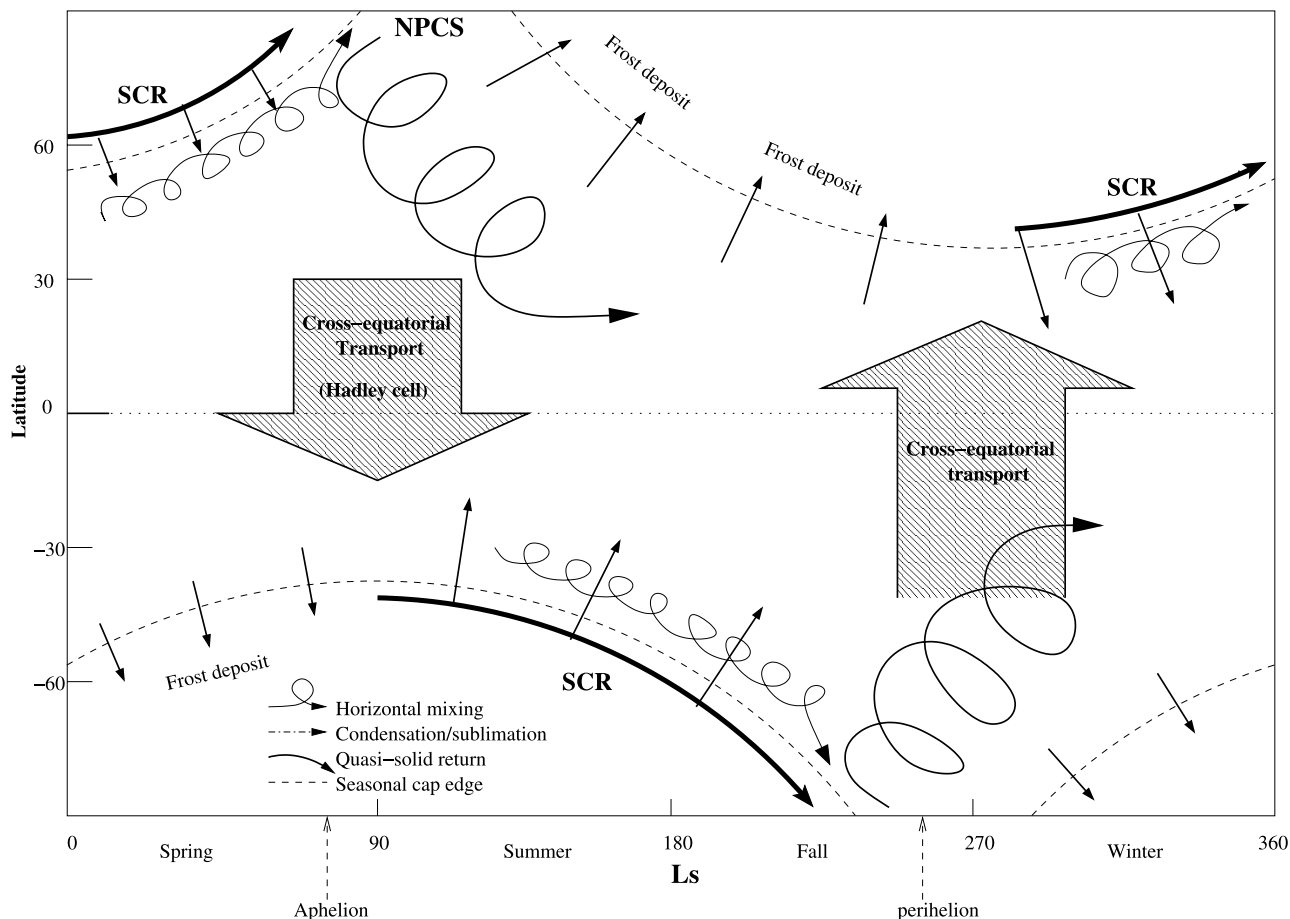 NPCS
SCR
Frost deposit
Frost deposit
SCR
60
30
Cross−equatorial
Transport
(Hadley cell)
Latitude
0
Cross−equatorial
transport
−30
−60
Frost deposit
SCR
Horizontal mixing
Condensation/sublimation
Quasi−solid return
Seasonal cap edge
0
Spring
90
Summer
180
Fall
270
Winter
360
Ls
Aphelion
perihelion